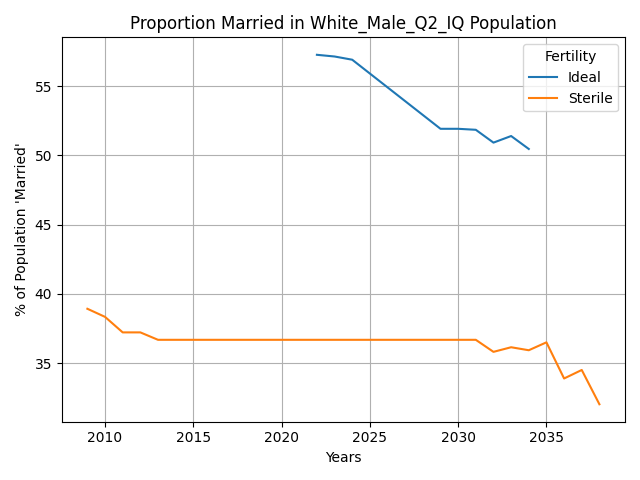 Proportion Married in White_Male_Q2_IQ Population
Fertility
Ideal
Sterile
% of Population 'Married'
55
50
45
40
35
2010 2015 2020 2025 2030 2035
Years